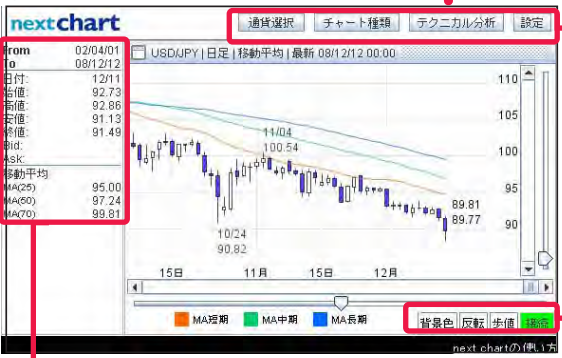 nextchart
通貨選択 チャート種類 テクニカル分析 設定
From 02/04/01
To 08/12/12
日付: 12/11
始値: 92.73
高値: 92.86
安値: 91.13
終値: 91.49
Bid:
Ask:
移動平均
MA(25) 95.00
MA(50) 97.24
MA(70) 99.81
USD/JPY | 日足 | 移動平均 | 最新 08/12/12 00:00
110
105
100
95
90
11/04
100.54
10/24
90.82
89.81
89.77
15日 11月 15日 12月
MA短期 MA中期 MA長期
背景色 反転 歩値 接続
next chartの使い方